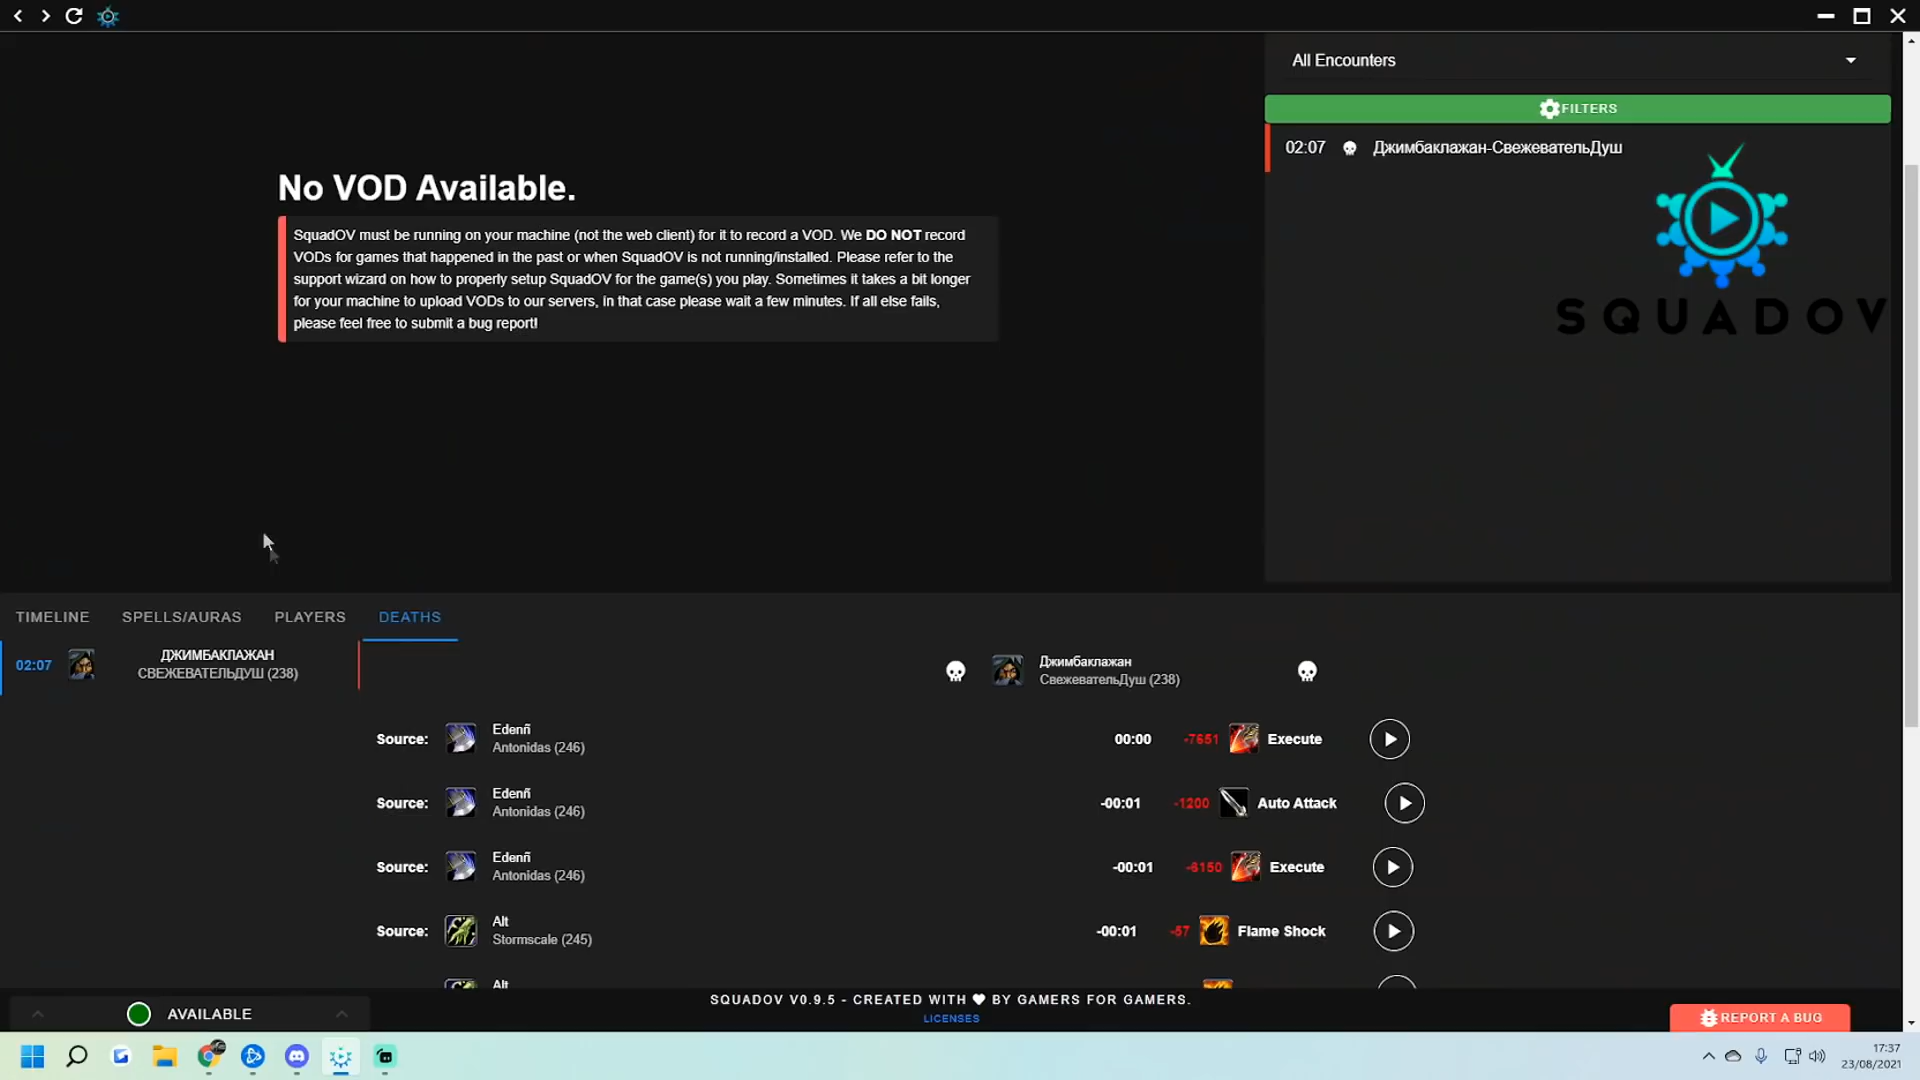 All Encounters
FILTERS
02:07 Джимбаклажан-СвежевательДуш
SQUADOV
No VOD Available.
SquadOV must be running on your machine (not the web client) for it to record a VOD. We DO NOT record
VODs for games that happened in the past or when SquadOV is not running/installed. Please refer to the
support wizard on how to properly setup SquadOV for the game(s) you play. Sometimes it takes a bit longer
for your machine to upload VODs to our servers, in that case please wait a few minutes. If all else fails,
please feel free to submit a bug report!
TIMELINE SPELLS/AURAS PLAYERS DEATHS
02:07 ДЖИМБАКЛАЖАН
СВЕЖЕВАТЕЛЬДУШ (238)
Джимбаклажан
СвежевательДуш (238)
Source: Edenñ
Antonidas (246)
00:00 -7651 Execute
Source: Edenñ
Antonidas (246)
-00:01 -1200 Auto Attack
Source: Edenñ
Antonidas (246)
-00:01 -6150 Execute
Source: Alt
Stormscale (245)
-00:01 -57 Flame Shock
Alt
AVAILABLE
SQUADOV V0.9.5 - CREATED WITH BY GAMERS FOR GAMERS.
LICENSES
REPORT A BUG
17:37
23/08/2021